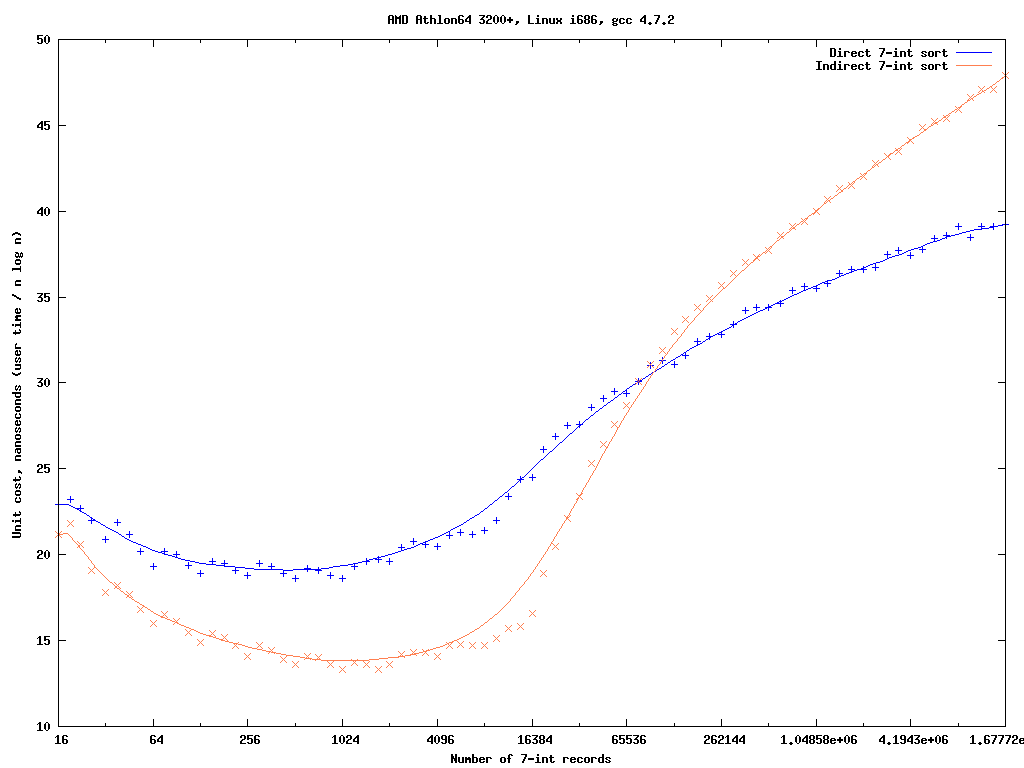 AMD Athlon64 3200+, Linux i686, gcc 4.7.2
Direct 7-int sort
Indirect 7-int sort
50
45
40
35
30
25
20
15
10
Unit cost, nanoseconds (user time / n log n)
16 64 256 1024 4096 16384 65536 262144 1.04858e+06 4.1943e+06 1.67772e
Number of 7-int records